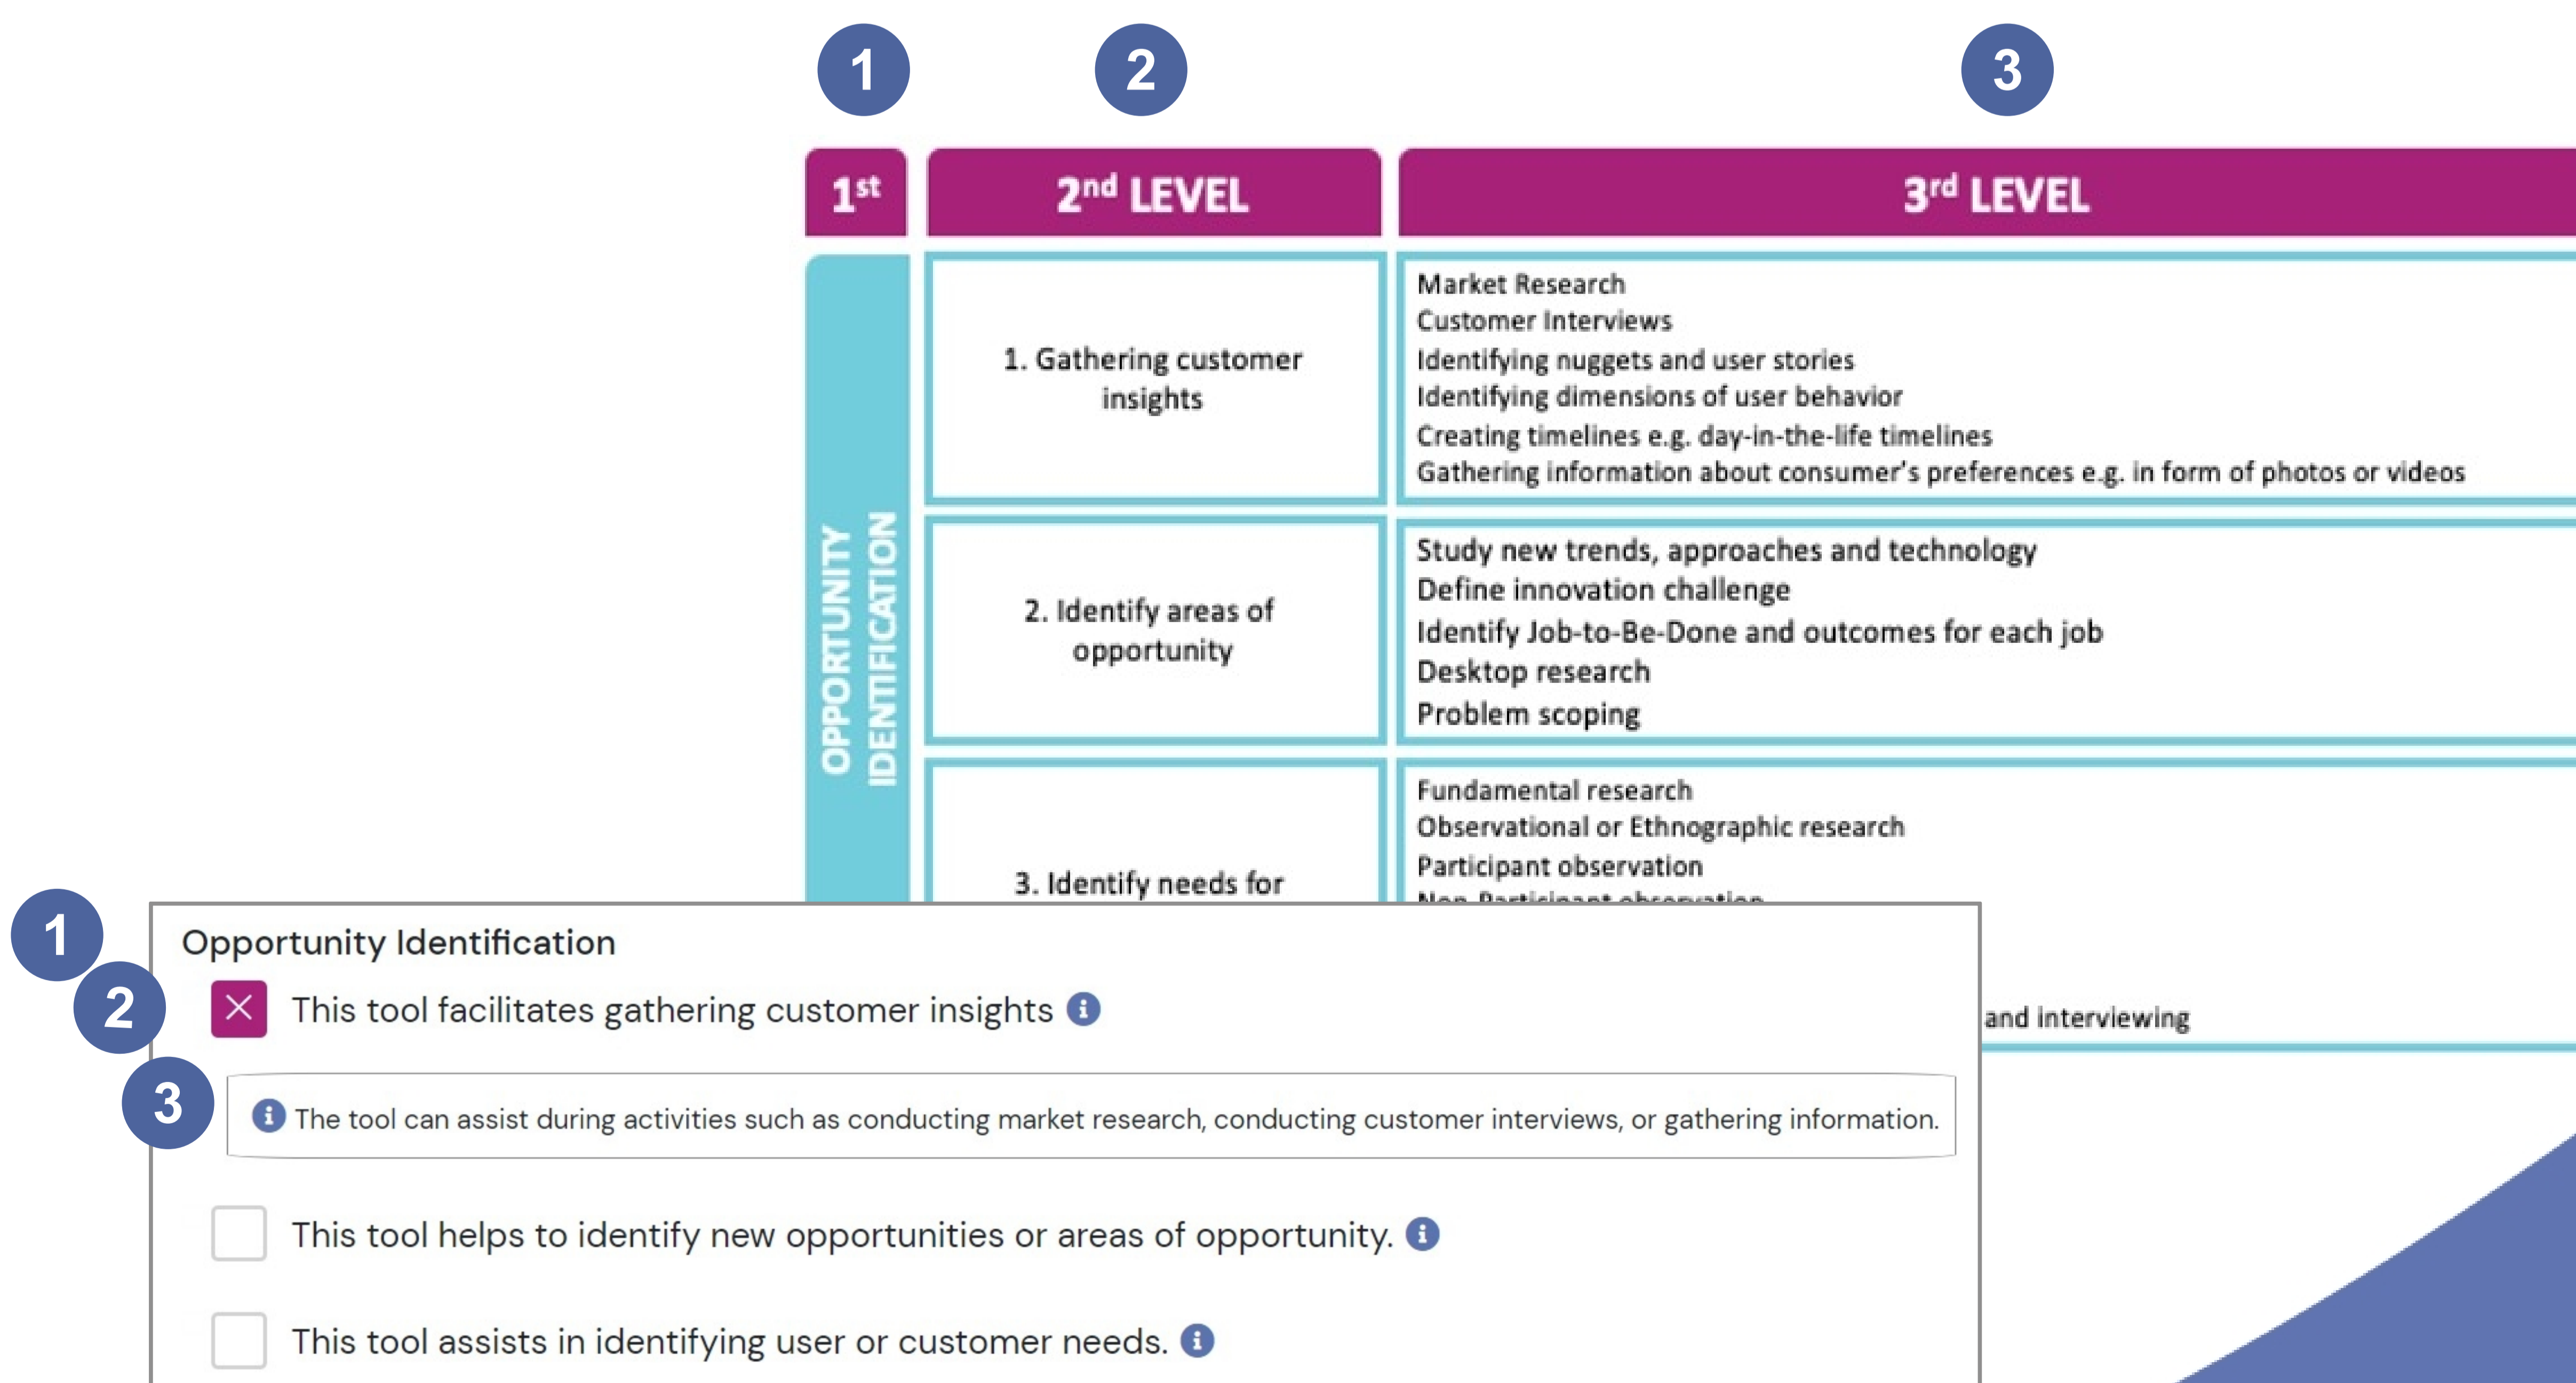 1
2
3
1st
2nd LEVEL
3rd LEVEL
OPPORTUNITY
IDENTIFICATION
1. Gathering customer
insights
Market Research
Customer Interviews
Identifying nuggets and user stories
Identifying dimensions of user behavior
Creating timelines e.g. day-in-the-life timelines
Gathering information about consumer's preferences e.g. in form of photos or videos
2. Identify areas of
opportunity
Study new trends, approaches and technology
Define innovation challenge
Identify Job-to-Be-Done and outcomes for each job
Desktop research
Problem scoping
3. Identify needs for
Fundamental research
Observational or Ethnographic research
Participant observation
Non-Participant observation
and interviewing
1
Opportunity Identification
2
This tool facilitates gathering customer insights
3
The tool can assist during activities such as conducting market research, conducting customer interviews, or gathering information.
This tool helps to identify new opportunities or areas of opportunity.
This tool assists in identifying user or customer needs.